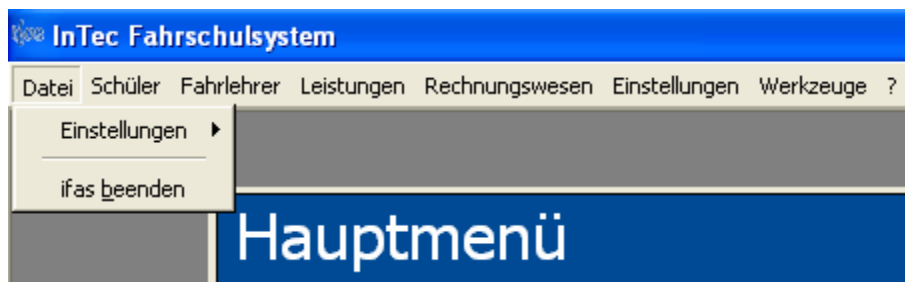 InTec Fahrschulsystem
Datei Schüler Fahrlehrer Leistungen Rechnungswesen Einstellungen Werkzeuge ?
Einstellungen
ifas beenden
Hauptmenü